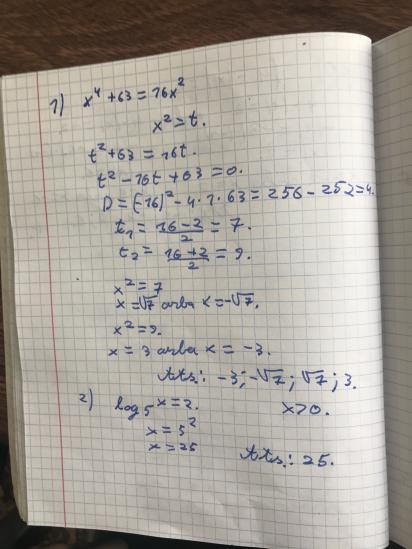 1) x⁴ + 63 = 16x²
x² = t.
t² + 63 = 16t.
t² - 16t + 63 = 0.
D = (-16)² - 4 · 1 · 63 = 256 - 252 = 4.
t₁ = (16 - 2)/2 = 7.
t₂ = (16 + 2)/2 = 9.
x² = 7
x = √7 arba x = -√7.
x² = 9.
x = 3 arba x = -3.
Ats.: -3; -√7; √7; 3.
2) log₅ x = 2. x > 0.
x = 5²
x = 25
Ats.: 25.